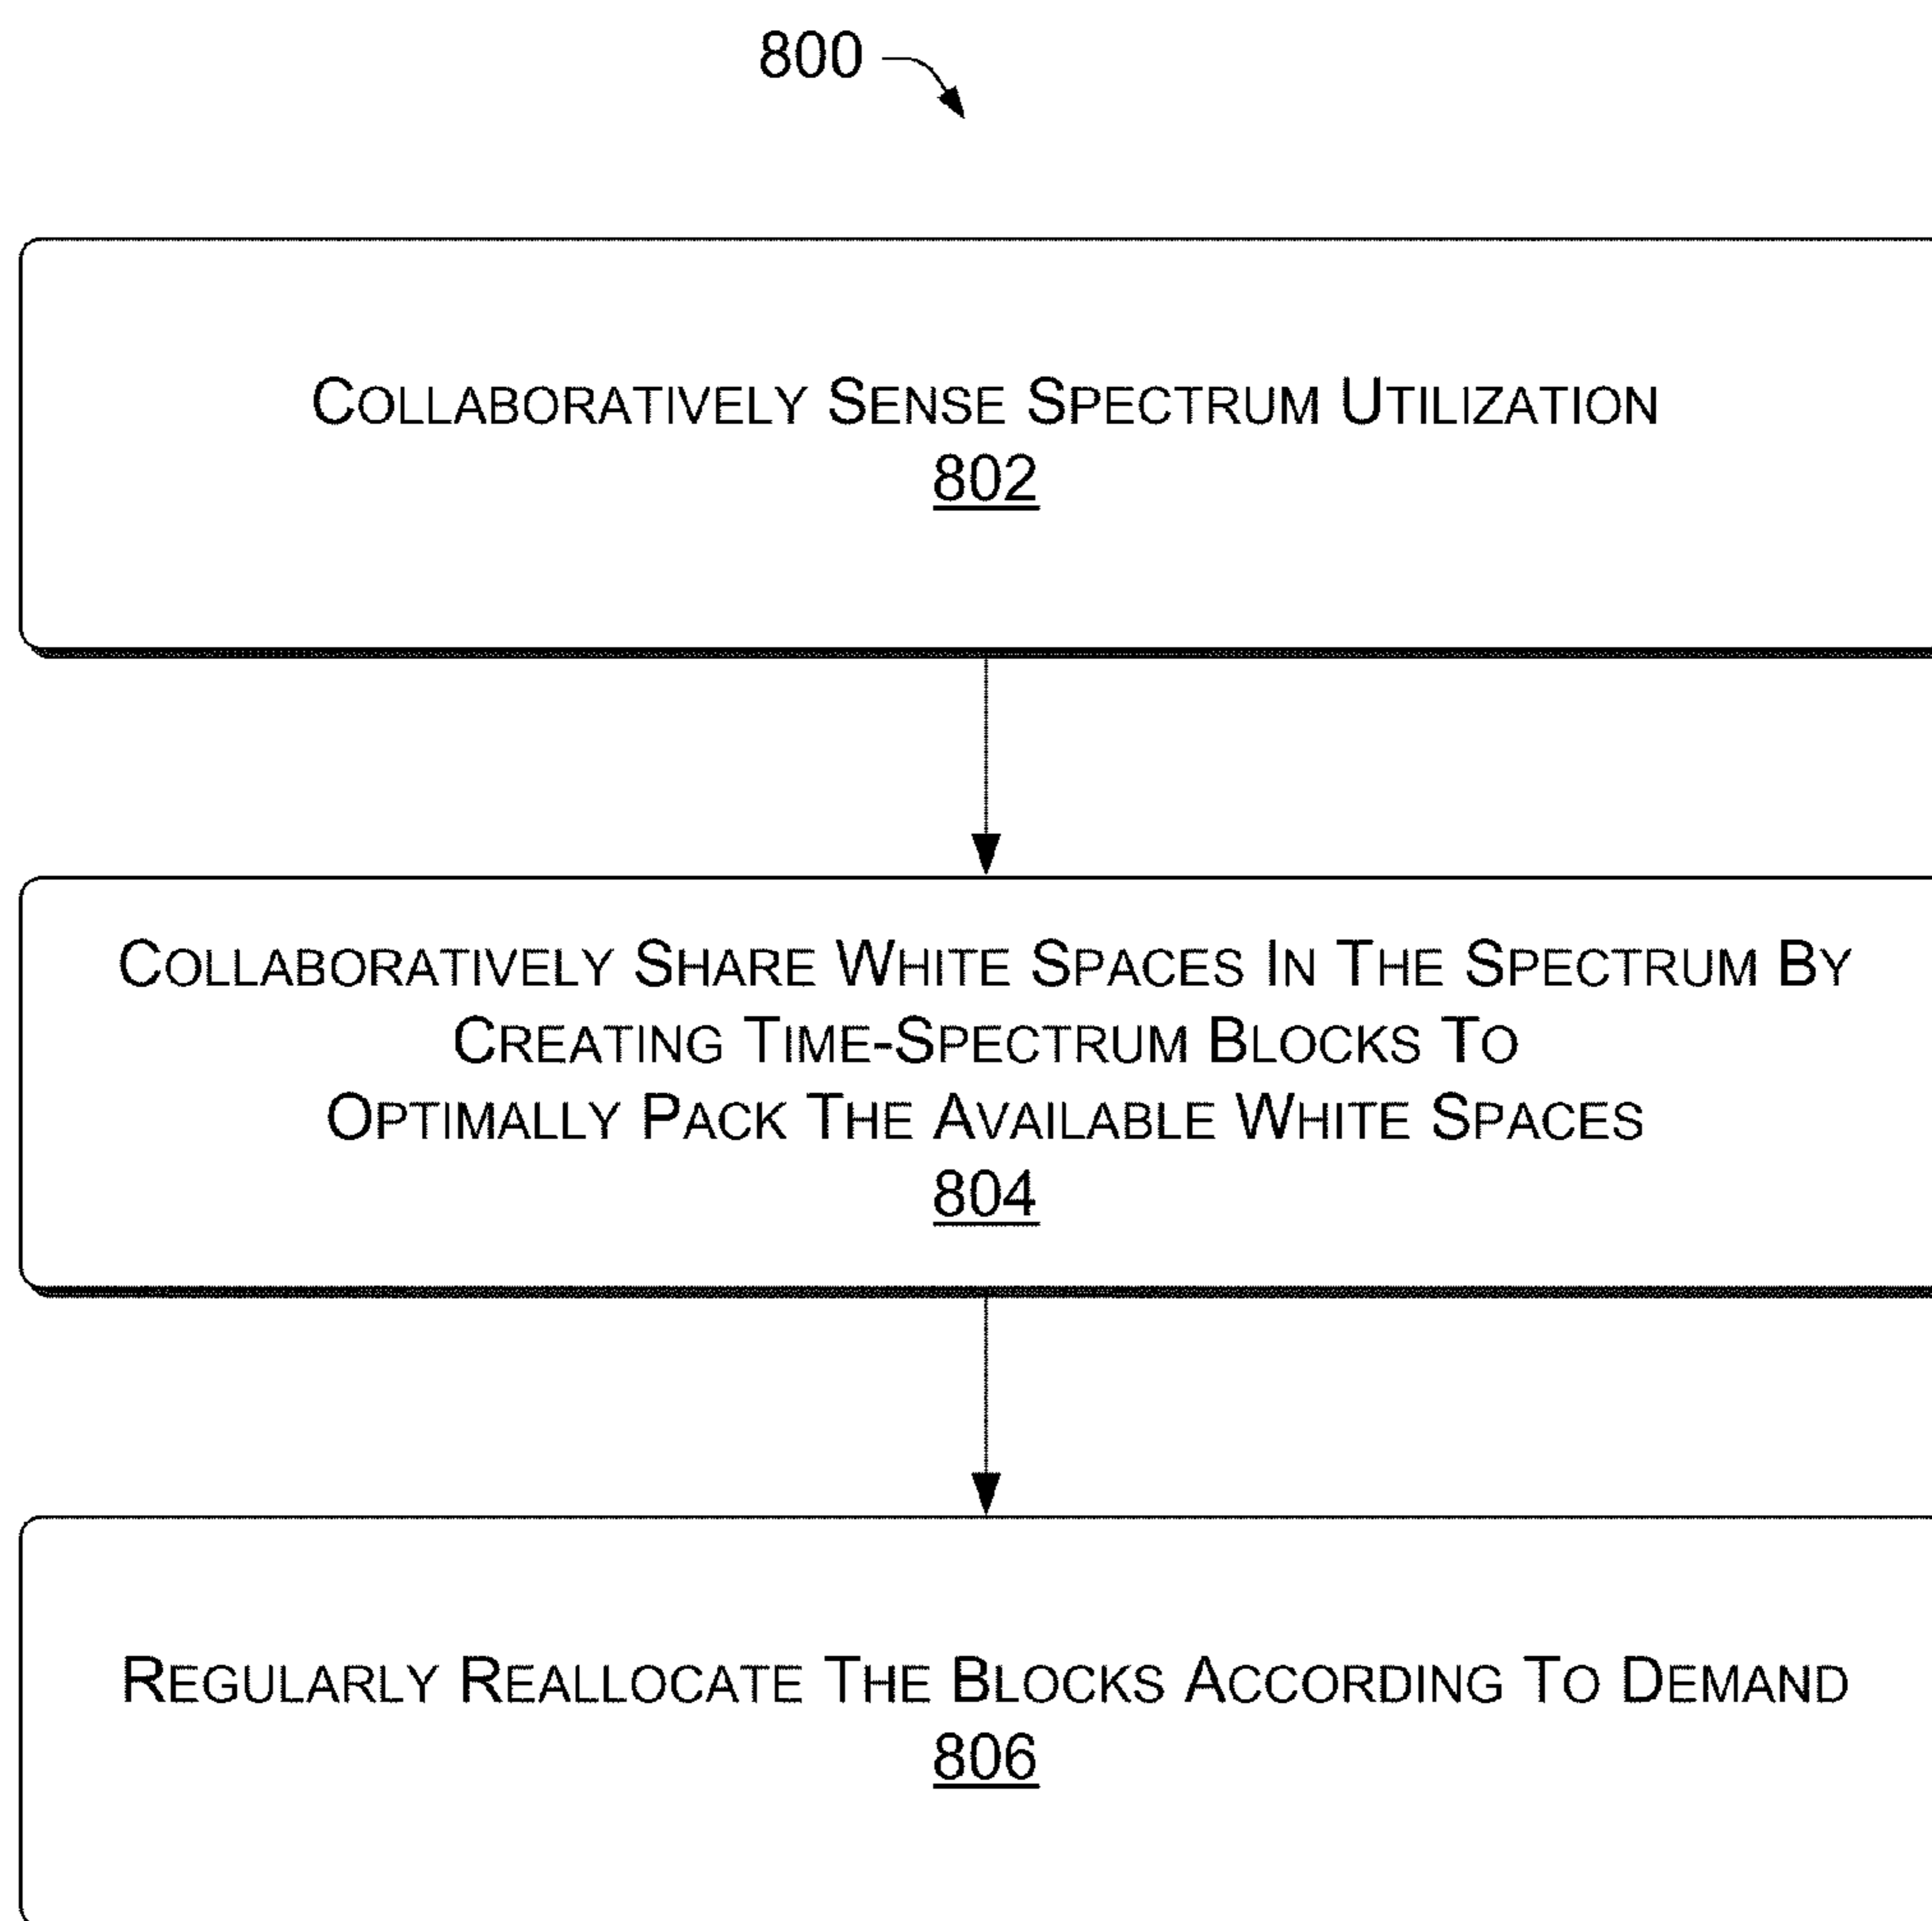 800
Collaboratively Sense Spectrum Utilization
802
Collaboratively Share White Spaces In The Spectrum By
Creating Time-Spectrum Blocks To
Optimally Pack The Available White Spaces
804
Regularly Reallocate The Blocks According To Demand
806